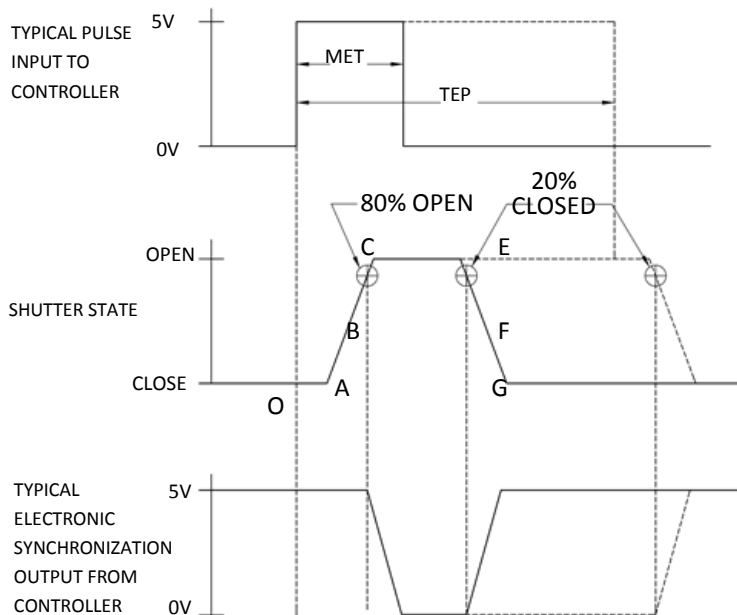 TYPICAL PULSE
INPUT TO
CONTROLLER
5V
0V
MET
TEP
80% OPEN
20%
CLOSED
SHUTTER STATE
OPEN
CLOSE
O
A
B
C
E
F
G
TYPICAL
ELECTRONIC
SYNCHRONIZATION
OUTPUT FROM
CONTROLLER
5V
0V